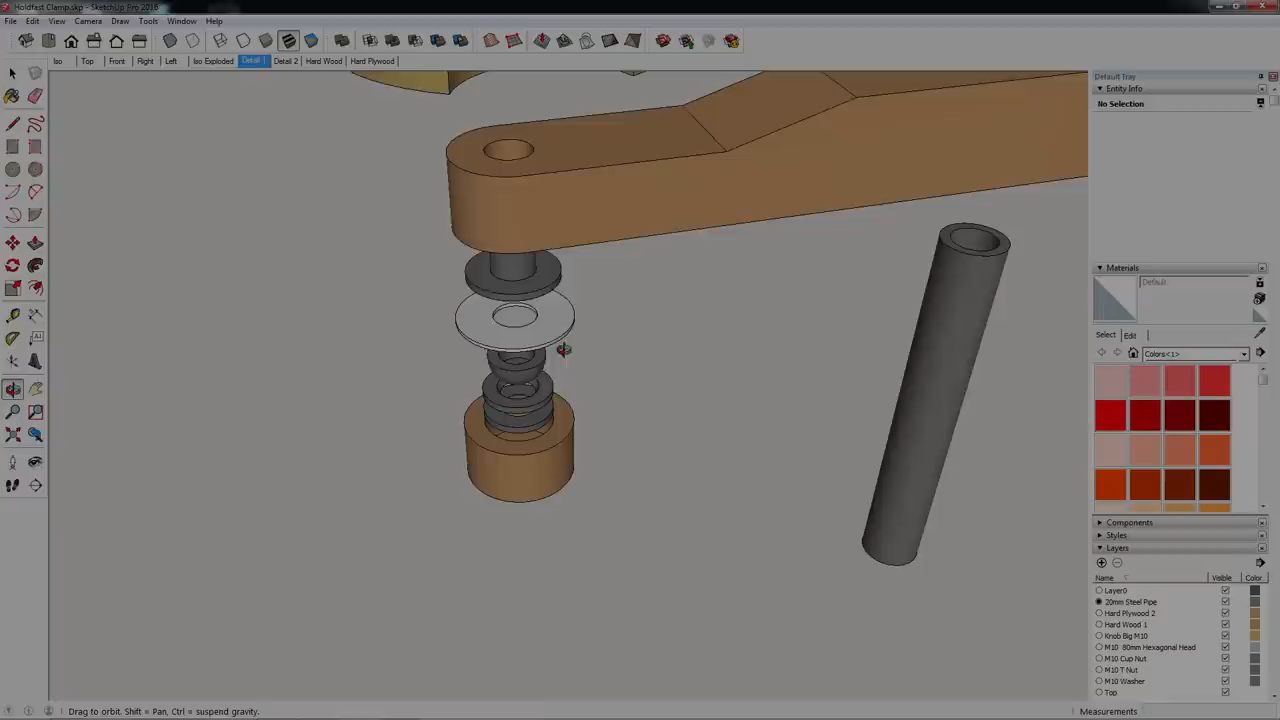 Holdfast Clamp.skp - SketchUp Pro 2016
File Edit View Camera Draw Tools Window Help
Iso Top Front Right Left Iso Exploded Detail 1 Detail 2 Hard Wood Hard Plywood
Default Tray
Entity Info
No Selection
Materials
Default
Select Edit
Colors<1>
Components
Styles
Layers
Name Visible Color
Layer0
20mm Steel Pipe
Hard Plywood 2
Hard Wood 1
Knob Big M10
M10 80mm Hexagonal Head
M10 Cup Nut
M10 T Nut
M10 Washer
Top
Drag to orbit. Shift = Pan, Ctrl = suspend gravity.
Measurements